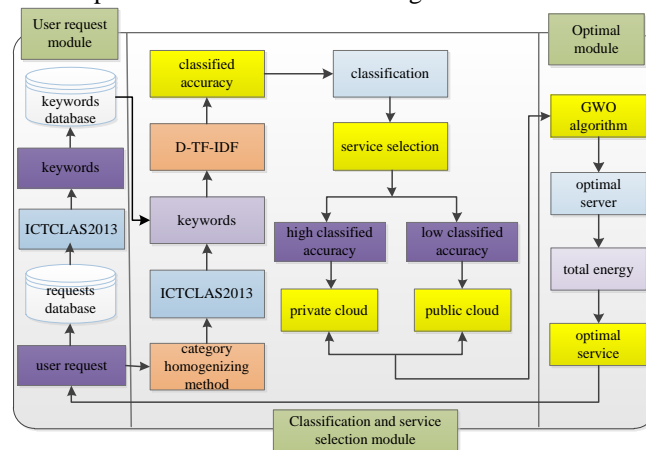 User request
module
Optimal
module
keywords
database
keywords
ICTCLAS2013
requests
database
user request
classified
accuracy
D-TF-IDF
keywords
ICTCLAS2013
category
homogenizing
method
classification
service selection
high classified
accuracy
low classified
accuracy
private cloud
public cloud
GWO
algorithm
optimal
server
total energy
optimal
service
Classification and service
selection module